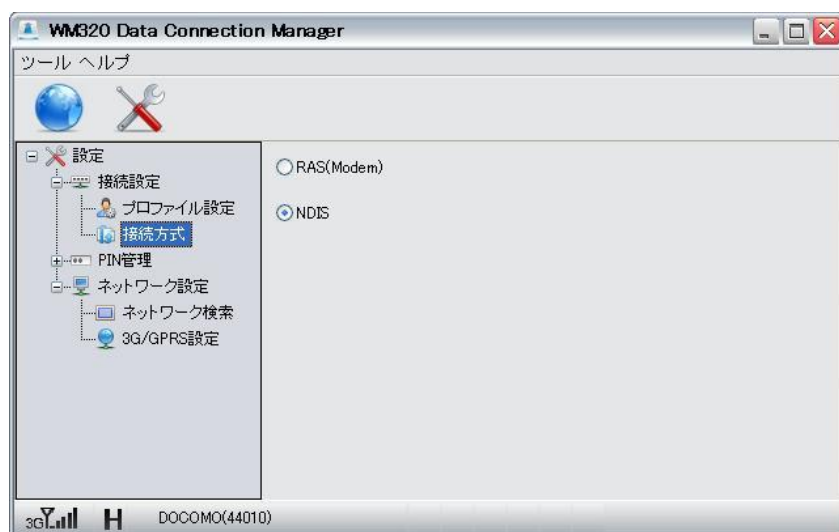 WM320 Data Connection Manager
ツール ヘルプ
設定
接続設定
プロファイル設定
接続方式
PIN管理
ネットワーク設定
ネットワーク検索
3G/GPRS設定
RAS(Modem)
NDIS
3G
H
DOCOMO(44010)